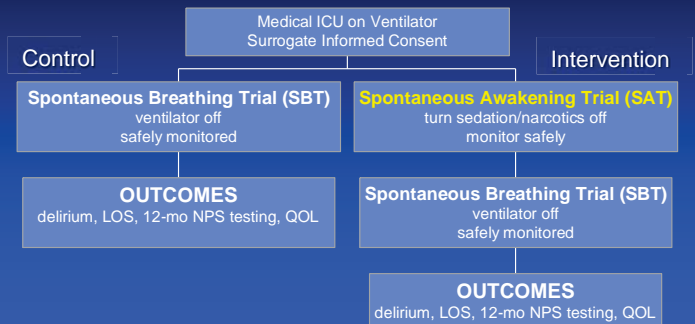 Medical ICU on Ventilator
Surrogate Informed Consent
Control
Intervention
Spontaneous Breathing Trial (SBT)
ventilator off
safely monitored
Spontaneous Awakening Trial (SAT)
turn sedation/narcotics off
monitor safely
OUTCOMES
delirium, LOS, 12-mo NPS testing, QOL
Spontaneous Breathing Trial (SBT)
ventilator off
safely monitored
OUTCOMES
delirium, LOS, 12-mo NPS testing, QOL